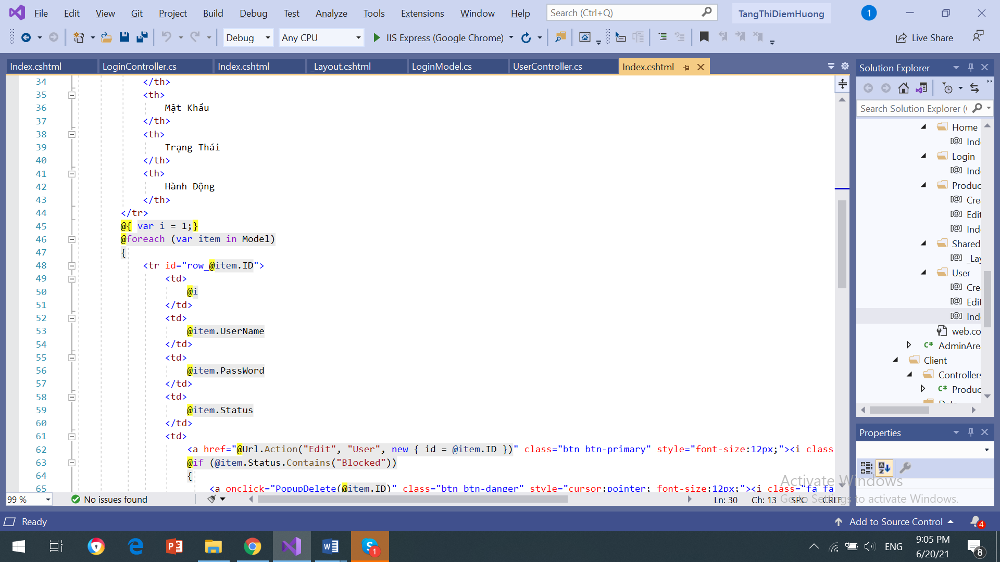 File Edit View Git Project Build Debug Test Analyze Tools Extensions Window Help Search (Ctrl+Q) TangThiDiemHuong 1
Debug Any CPU IIS Express (Google Chrome) Live Share
Index.cshtml LoginController.cs Index.cshtml _Layout.cshtml LoginModel.cs UserController.cs Index.cshtml
34 </th>
35 <th>
36 Mật Khẩu
37 </th>
38 <th>
39 Trạng Thái
40 </th>
41 <th>
42 Hành Động
43 </th>
44 </tr>
45 @{ var i = 1;}
46 @foreach (var item in Model)
47 {
48 <tr id="row_@item.ID">
49 <td>
50 @i
51 </td>
52 <td>
53 @item.UserName
54 </td>
55 <td>
56 @item.PassWord
57 </td>
58 <td>
59 @item.Status
60 </td>
61 <td>
62 <a href="@Url.Action("Edit", "User", new { id = @item.ID })" class="btn btn-primary" style="font-size:12px;"><i class
63 @if (@item.Status.Contains("Blocked"))
64 {
65 <a onclick="PopupDelete(@item.ID)" class="btn btn-danger" style="cursor:pointer; font-size:12px;"><i class="fa fa
99 % No issues found Ln: 30 Ch: 13 SPC CRLF
Solution Explorer
Search Solution Explorer (
Home
Ind
Login
Ind
Produc
Cre
Edit
Ind
Shared
_Lay
User
Cre
Edit
Ind
web.co
C# AdminAre
Client
Controllers
C# Produc
Properties
Activate Windows
Go to Settings to activate Windows.
Ready Add to Source Control 4
1 ENG 9:05 PM
6/20/21 8